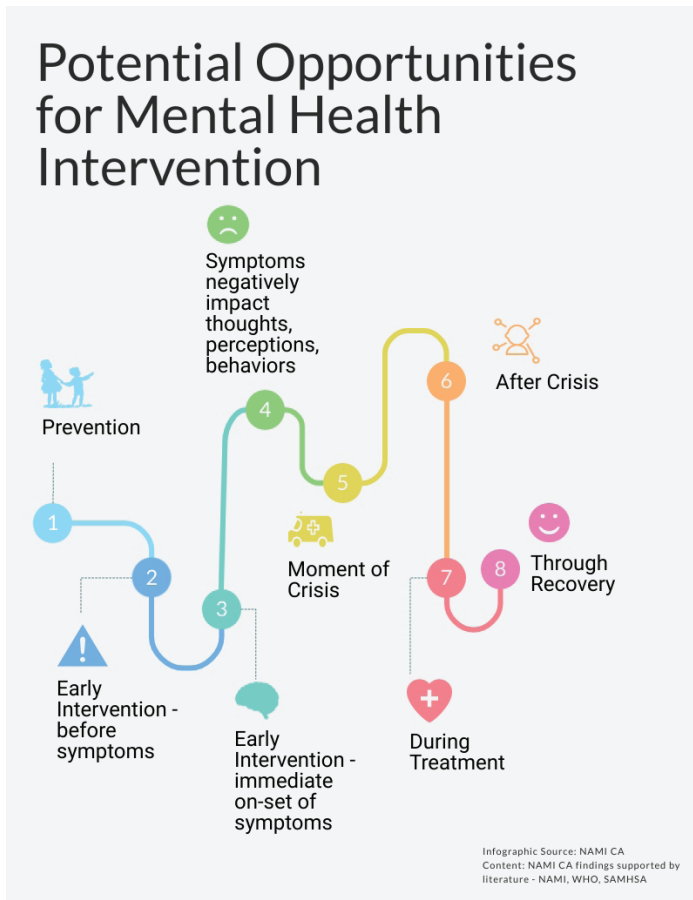 Potential Opportunities
for Mental Health
Intervention
Symptoms
negatively
impact
thoughts,
perceptions,
behaviors
Prevention
1
2
Early
Intervention -
before
symptoms
3
Early
Intervention -
immediate
on-set of
symptoms
4
5
Moment of
Crisis
6
After Crisis
7
During
Treatment
8
Through
Recovery
Infographic Source: NAMI CA
Content: NAMI CA findings supported by
literature - NAMI, WHO, SAMHSA